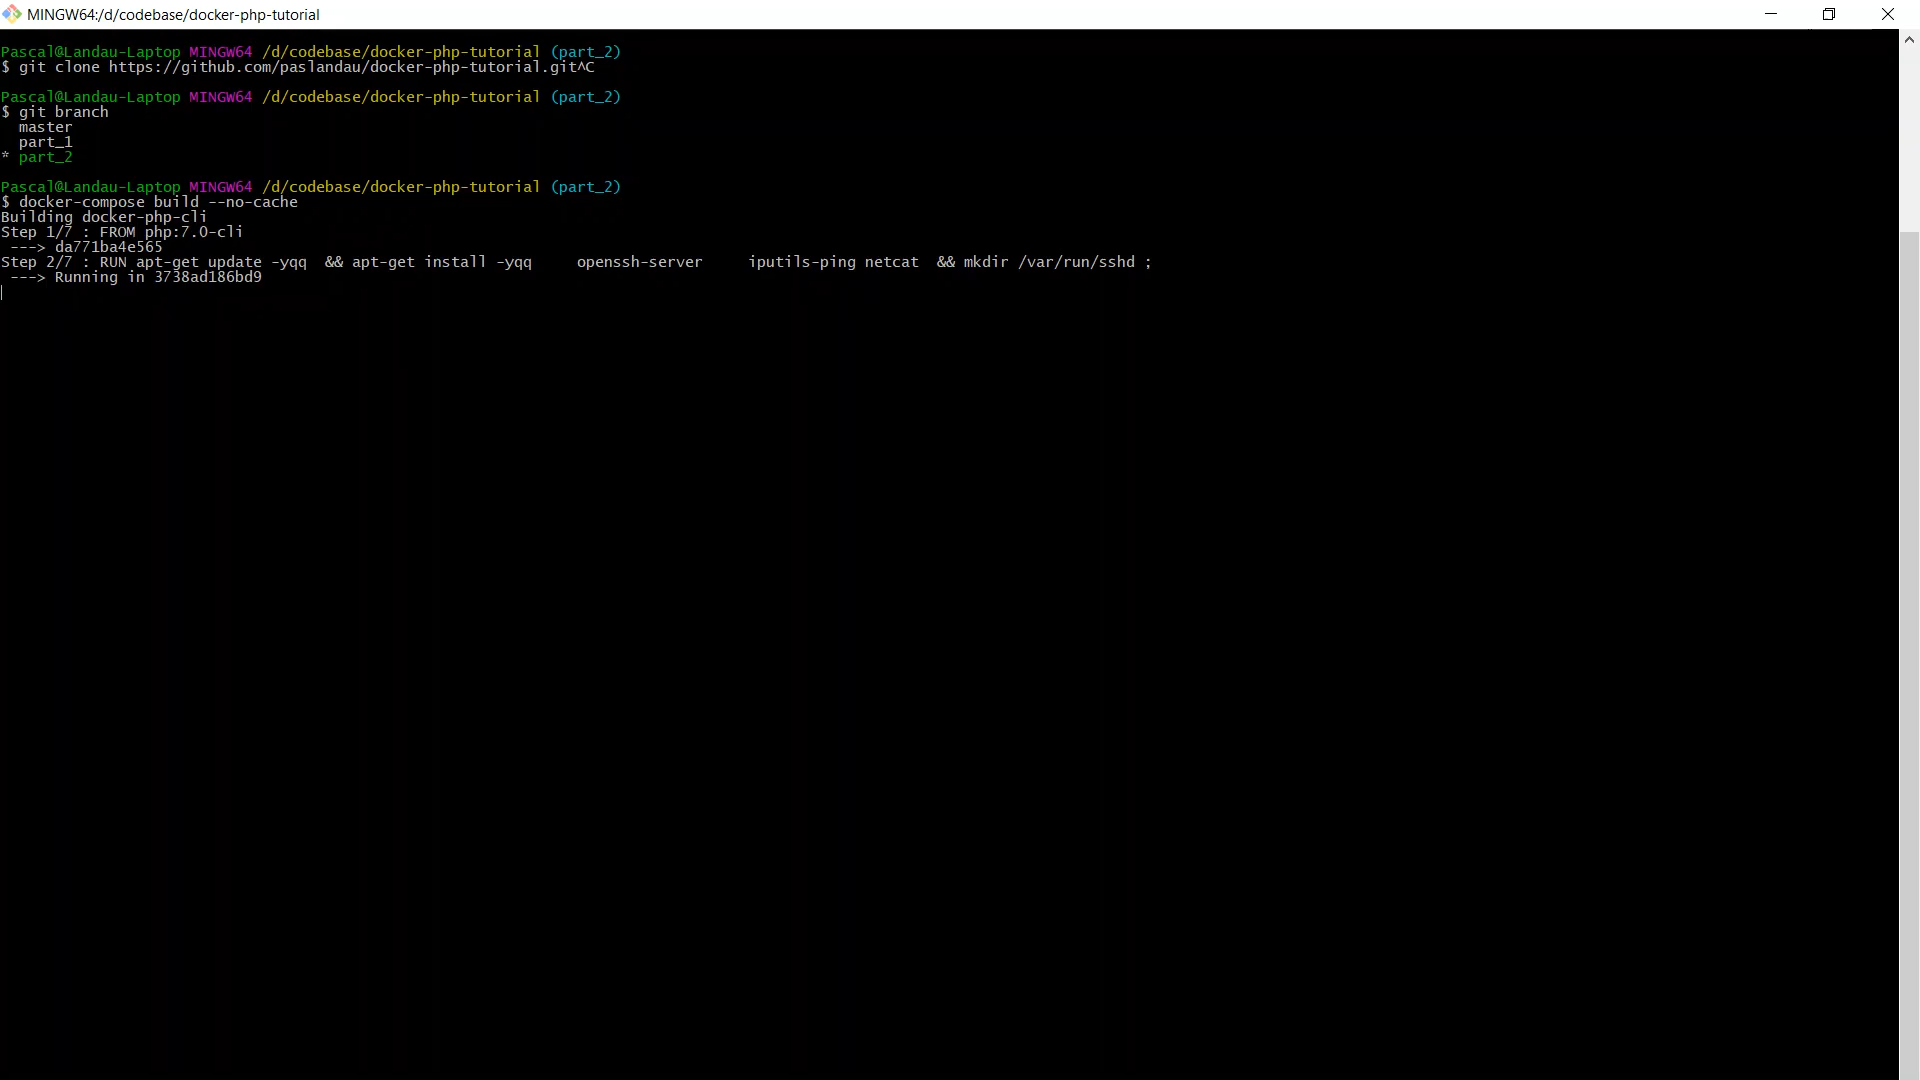 MINGW64:/d/codebase/docker-php-tutorial
Pascal@Landau-Laptop MINGW64 /d/codebase/docker-php-tutorial (part_2)
$ git clone https://github.com/paslandau/docker-php-tutorial.git^C
Pascal@Landau-Laptop MINGW64 /d/codebase/docker-php-tutorial (part_2)
$ git branch
  master
  part_1
* part_2
Pascal@Landau-Laptop MINGW64 /d/codebase/docker-php-tutorial (part_2)
$ docker-compose build --no-cache
Building docker-php-cli
Step 1/7 : FROM php:7.0-cli
 ---> da771ba4e565
Step 2/7 : RUN apt-get update -yqq  && apt-get install -yqq     openssh-server     iputils-ping netcat  && mkdir /var/run/sshd ;
 ---> Running in 3738ad186bd9